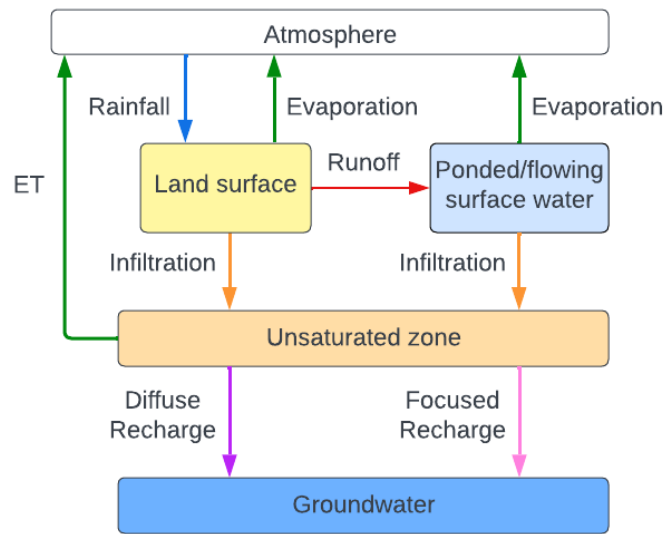 Atmosphere
Rainfall
Evaporation
Evaporation
ET
Land surface
Runoff
Ponded/flowing
surface water
Infiltration
Infiltration
Unsaturated zone
Diffuse
Recharge
Focused
Recharge
Groundwater